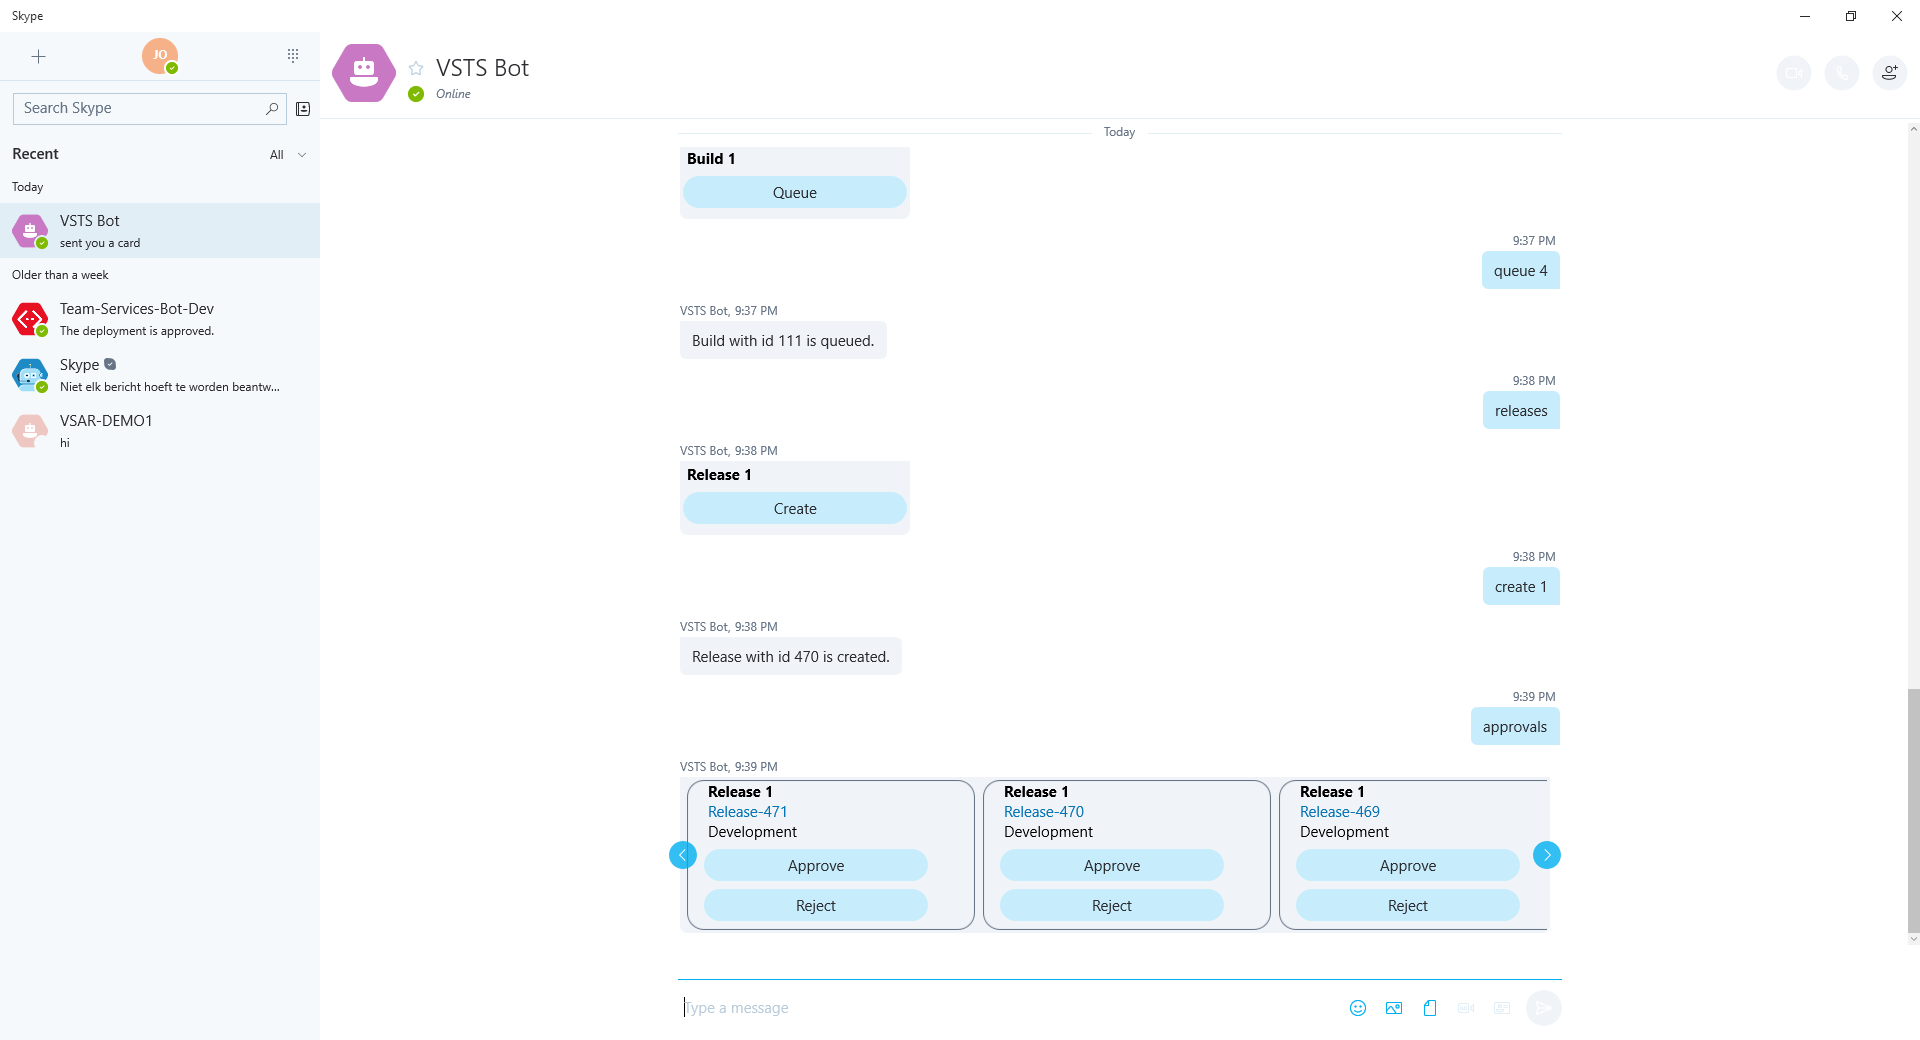 Skype
JO
Search Skype
Recent
All
Today
VSTS Bot
sent you a card
Older than a week
Team-Services-Bot-Dev
The deployment is approved.
Skype
Niet elk bericht hoeft te worden beantw...
VSAR-DEMO1
hi
VSTS Bot
Online
Today
Build 1
Queue
9:37 PM
queue 4
VSTS Bot, 9:37 PM
Build with id 111 is queued.
9:38 PM
releases
VSTS Bot, 9:38 PM
Release 1
Create
9:38 PM
create 1
VSTS Bot, 9:38 PM
Release with id 470 is created.
9:39 PM
approvals
VSTS Bot, 9:39 PM
Release 1
Release-471
Development
Approve
Reject
Release 1
Release-470
Development
Approve
Reject
Release 1
Release-469
Development
Approve
Reject
Type a message